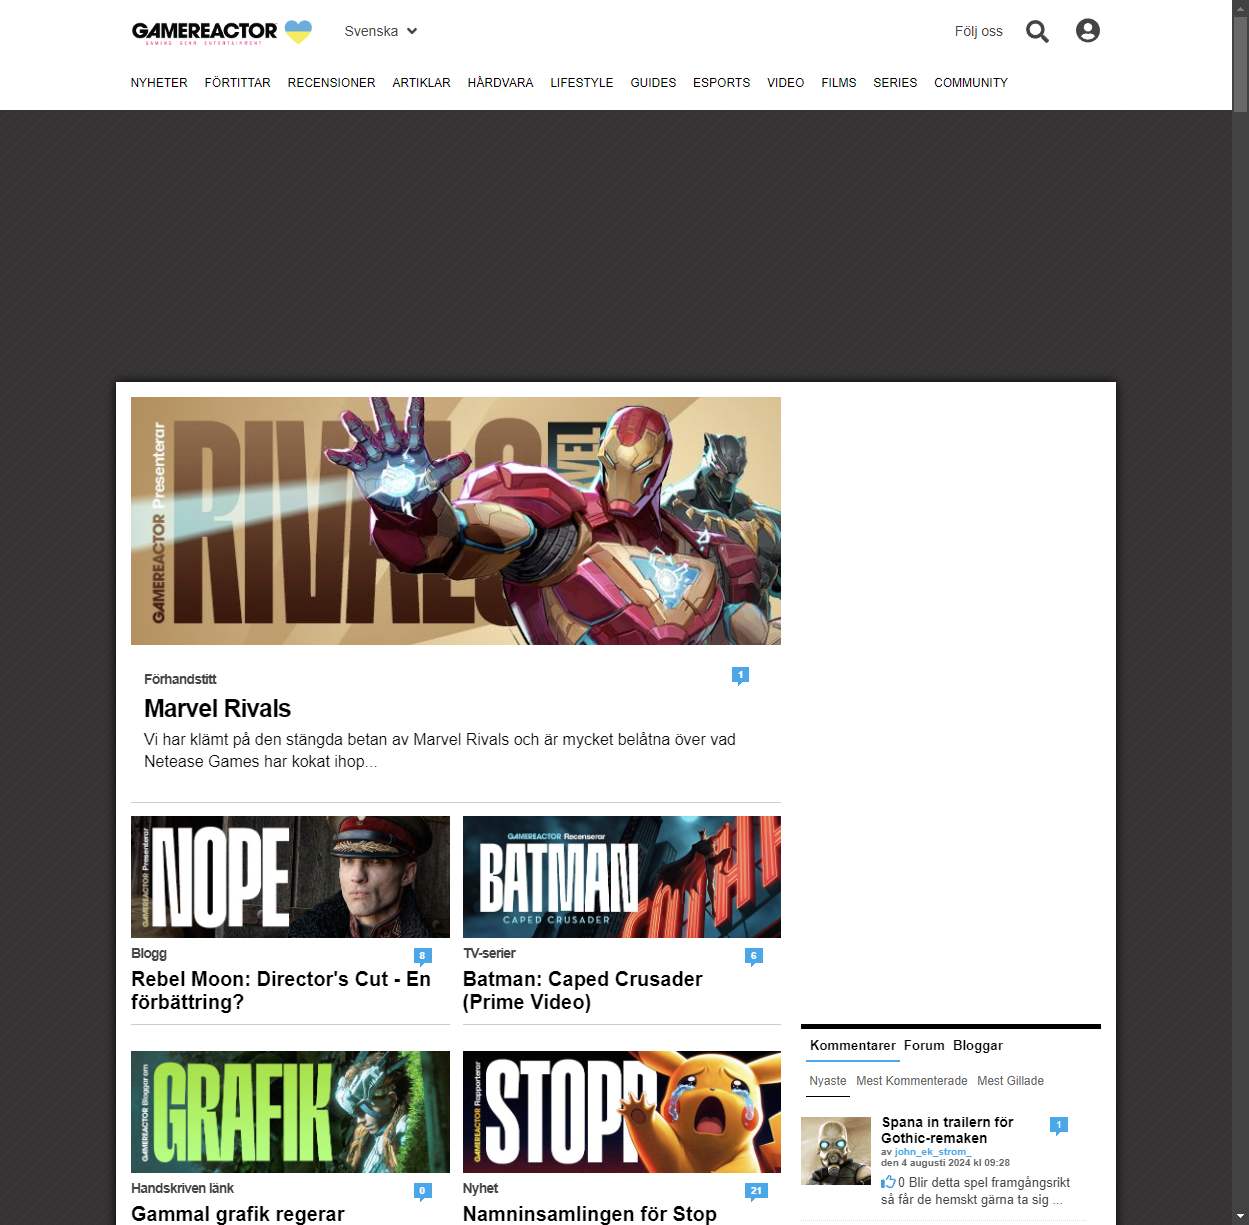 GAMEREACTOR
GAMING GEAR ENTERTAINMENT
Svenska
Följ oss
NYHETER FÖRTITTAR RECENSIONER ARTIKLAR HÅRDVARA LIFESTYLE GUIDES ESPORTS VIDEO FILMS SERIES COMMUNITY
GAMEREACTOR Presenterar
RIVALS
Förhandstitt
1
Marvel Rivals
Vi har klämt på den stängda betan av Marvel Rivals och är mycket belåtna över vad
Netease Games har kokat ihop...
GAMEREACTOR Presenterar
NOPE
Blogg
8
Rebel Moon: Director's Cut - En
förbättring?
GAMEREACTOR Recenserar
BATMAN
CAPED CRUSADER
TV-serier
6
Batman: Caped Crusader
(Prime Video)
GAMEREACTOR Bloggar om
GRAFIK
Handskriven länk
0
Gammal grafik regerar
GAMEREACTOR Rapporterar
STOPP
Nyhet
21
Namninsamlingen för Stop
Kommentarer Forum Bloggar
Nyaste Mest Kommenterade Mest Gillade
Spana in trailern för
Gothic-remaken
1
av john_ek_strom_
den 4 augusti 2024 kl 09:28
0 Blir detta spel framgångsrikt
så får de hemskt gärna ta sig ...